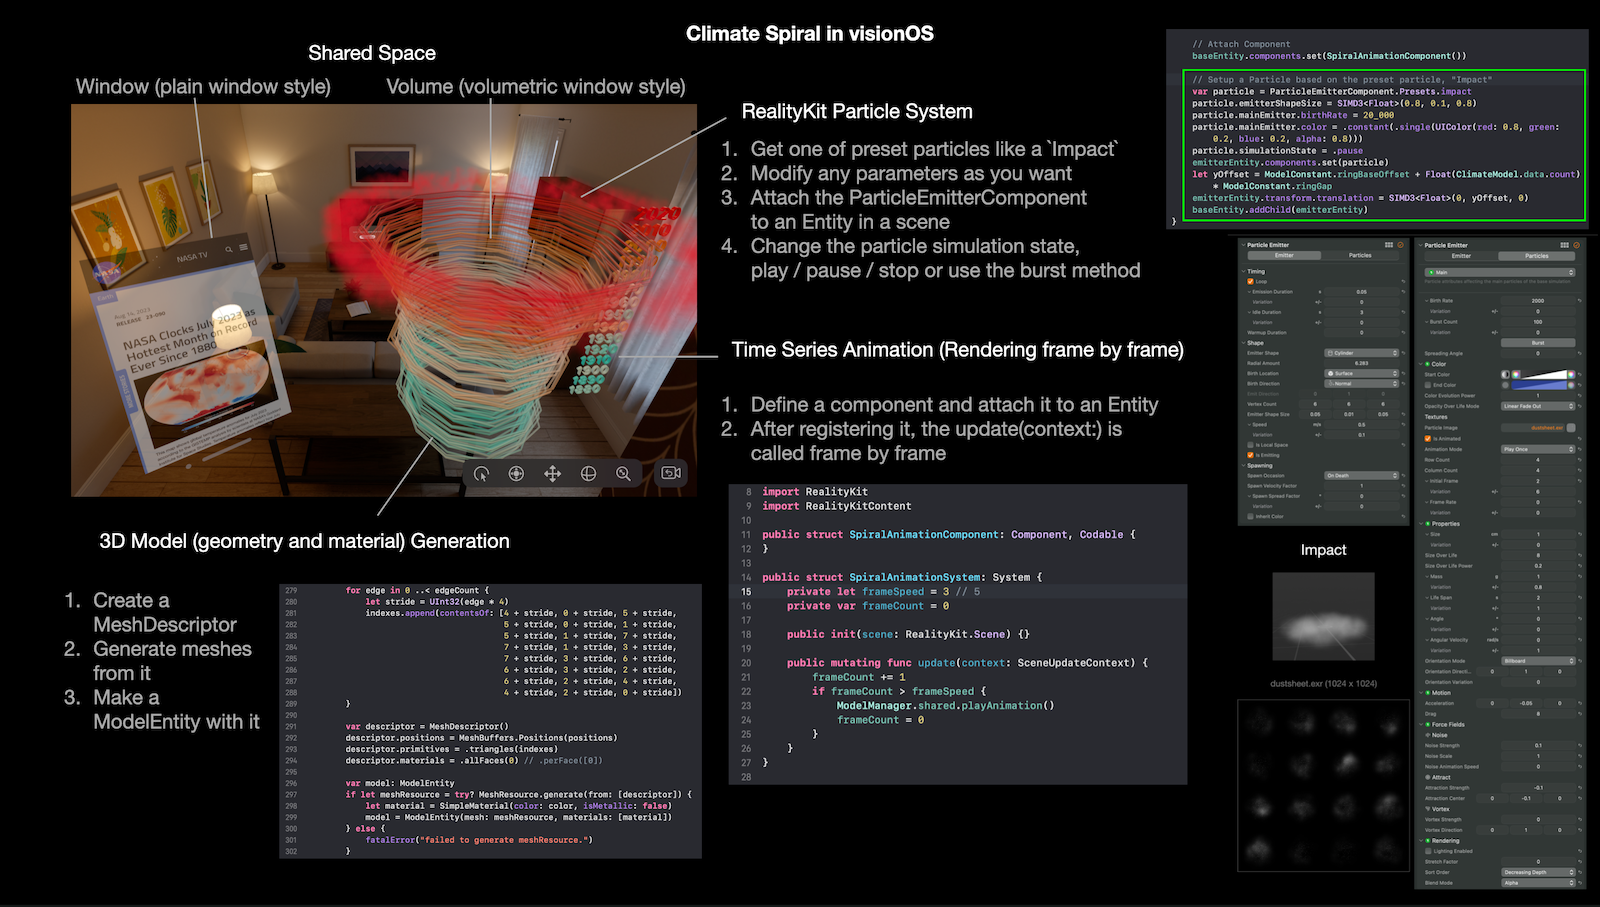 Climate Spiral in visionOS
Shared Space
Window (plain window style)
Volume (volumetric window style)
NASA TV
NASA
Earth
Aug 14, 2023
RELEASE 23-090
NASA Clocks July 2023 as
Hottest Month on Record
Ever Since 1880
2020
1880
RealityKit Particle System
1. Get one of preset particles like a `Impact`
2. Modify any parameters as you want
3. Attach the ParticleEmitterComponent
to an Entity in a scene
4. Change the particle simulation state,
play / pause / stop or use the burst method
Time Series Animation (Rendering frame by frame)
1. Define a component and attach it to an Entity
2. After registering it, the update(context:) is
called frame by frame
8 import RealityKit
9 import RealityKitContent
10
11 public struct SpiralAnimationComponent: Component, Codable {
12 }
13
14 public struct SpiralAnimationSystem: System {
15 private let frameSpeed = 3 // 5
16 private var frameCount = 0
17
18 public init(scene: RealityKit.Scene) {}
19
20 public mutating func update(context: SceneUpdateContext) {
21 frameCount += 1
22 if frameCount > frameSpeed {
23 ModelManager.shared.playAnimation()
24 frameCount = 0
25 }
26 }
27 }
28
3D Model (geometry and material) Generation
1. Create a
MeshDescriptor
2. Generate meshes
from it
3. Make a
ModelEntity with it
279 for edge in 0 ..< edgeCount {
280 let stride = UInt32(edge * 4)
281 indexes.append(contentsOf: [4 + stride, 0 + stride, 5 + stride,
282 5 + stride, 0 + stride, 1 + stride,
283 5 + stride, 1 + stride, 7 + stride,
284 7 + stride, 1 + stride, 3 + stride,
285 7 + stride, 3 + stride, 6 + stride,
286 6 + stride, 3 + stride, 2 + stride,
287 6 + stride, 2 + stride, 4 + stride,
288 4 + stride, 2 + stride, 0 + stride])
289 }
290
291 var descriptor = MeshDescriptor()
292 descriptor.positions = MeshBuffers.Positions(positions)
293 descriptor.primitives = .triangles(indexes)
294 descriptor.materials = .allFaces(0) // .perFace([0])
295
296 var model: ModelEntity
297 if let meshResource = try? MeshResource.generate(from: [descriptor]) {
298 let material = SimpleMaterial(color: color, isMetallic: false)
299 model = ModelEntity(mesh: meshResource, materials: [material])
300 } else {
301 fatalError("failed to generate meshResource.")
302 }
// Attach Component
baseEntity.components.set(SpiralAnimationComponent())
// Setup a Particle based on the preset particle, "Impact"
var particle = ParticleEmitterComponent.Presets.impact
particle.emitterShapeSize = SIMD3<Float>(0.8, 0.1, 0.8)
particle.mainEmitter.birthRate = 20_000
particle.mainEmitter.color = .constant(.single(UIColor(red: 0.8, green:
0.2, blue: 0.2, alpha: 0.8)))
particle.simulationState = .pause
emitterEntity.components.set(particle)
let yOffset = ModelConstant.ringBaseOffset + Float(ClimateModel.data.count)
* ModelConstant.ringGap
emitterEntity.transform.translation = SIMD3<Float>(0, yOffset, 0)
baseEntity.addChild(emitterEntity)
}
Particle Emitter
Emitter Particles
Timing
Loop
Emission Duration s 0.05
Variation +/- 0
Idle Duration s 3
Variation +/- 0
Warmup Duration 0
Shape
Emitter Shape Cylinder
Radial Amount 6.283
Birth Location Surface
Birth Direction Normal
Emit Direction 0 1 0
Vertex Count 6 6 6
Emitter Shape Size 0.05 0.01 0.05
Speed m/s 0.5
Variation +/- 0.1
Is Local Space
Is Emitting
Spawning
Spawn Occasion On Death
Spawn Velocity Factor 1
Spawn Spread Factor 0
Variation +/- 0
Inherit Color
Impact
dustsheet.exr (1024 x 1024)
Particle Emitter
Emitter Particles
Main
Particle attributes effecting the main particles of the base simulation
Birth Rate 2000
Variation +/- 0
Burst Count 100
Variation +/- 0
Burst
Spreading Angle 0
Color
Start Color
End Color
Color Evolution Power 1
Opacity Over Life Mode Linear Fade Out
Textures
Particle Image dustsheet.exr
Is Animated
Animation Mode Play Once
Row Count 4
Column Count 4
Initial Frame 2
Variation +/- 6
Frame Rate 0
Variation +/- 0
Properties
Size cm 1
Variation +/- 0
Size Over Life 8
Size Over Life Power 0.2
Mass g 1
Variation +/- 0.8
Life Span s 2
Variation +/- 1
Angle ° 0
Variation +/- 0
Angular Velocity rad/s 0
Variation +/- 1
Orientation Mode Billboard
Orientation Directi... 0 1 0
Orientation Variation 0
Motion
Acceleration 0 -0.05 0
Drag 8
Force Fields
Noise
Noise Strength 0.1
Noise Scale 1
Noise Animation Speed 0
Attract
Attraction Strength -0.1
Attraction Center 0 -0.1 0
Vortex
Vortex Strength 0
Vortex Direction 0 1 0
Rendering
Lighting Enabled
Stretch Factor 0
Sort Order Decreasing Depth
Blend Mode Alpha